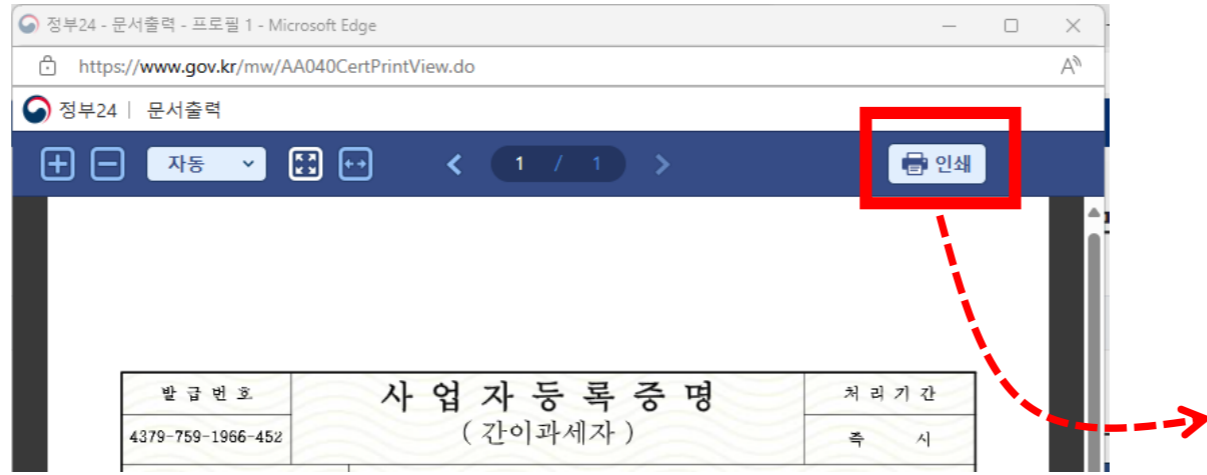 정부24 - 문서출력 - 프로필 1 - Microsoft Edge
https://www.gov.kr/mw/AA040CertPrintView.do
정부24 | 문서출력
자동
1 / 1
인쇄
발 급 번 호
사 업 자 등 록 증 명
처 리 기 간
4379-759-1966-452
( 간이과세자 )
즉 시